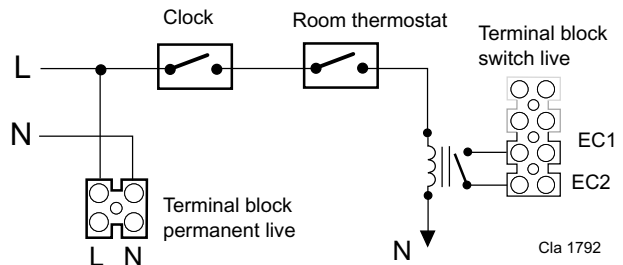 Clock
Room thermostat
Terminal block
switch live
L
N
EC1
EC2
Terminal block
permanent live
L N
N
Cla 1792